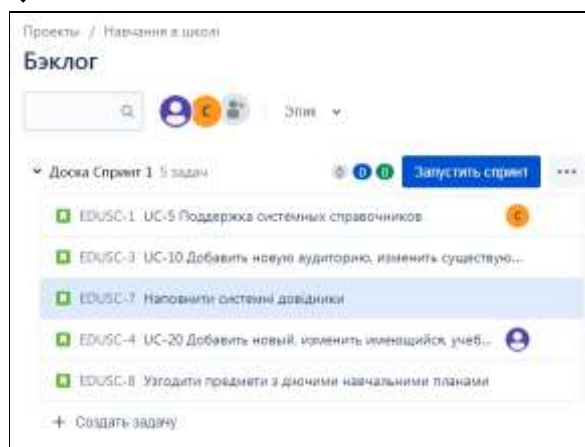 Проекты / Навчання в школі
Бэклог
С
Эпик
Доска Спринт 1 5 задач
0 0 0 Запустить спринт ...
EDUSC-1 UC-5 Поддержка системных справочников С
EDUSC-3 UC-10 Добавить новую аудиторию, изменить существую...
EDUSC-7 Наповнити системні довідники
EDUSC-4 UC-20 Добавить новый, изменить имеющийся, учеб...
EDUSC-8 Узгодити предмети з діючими навчальними планами
+ Создать задачу